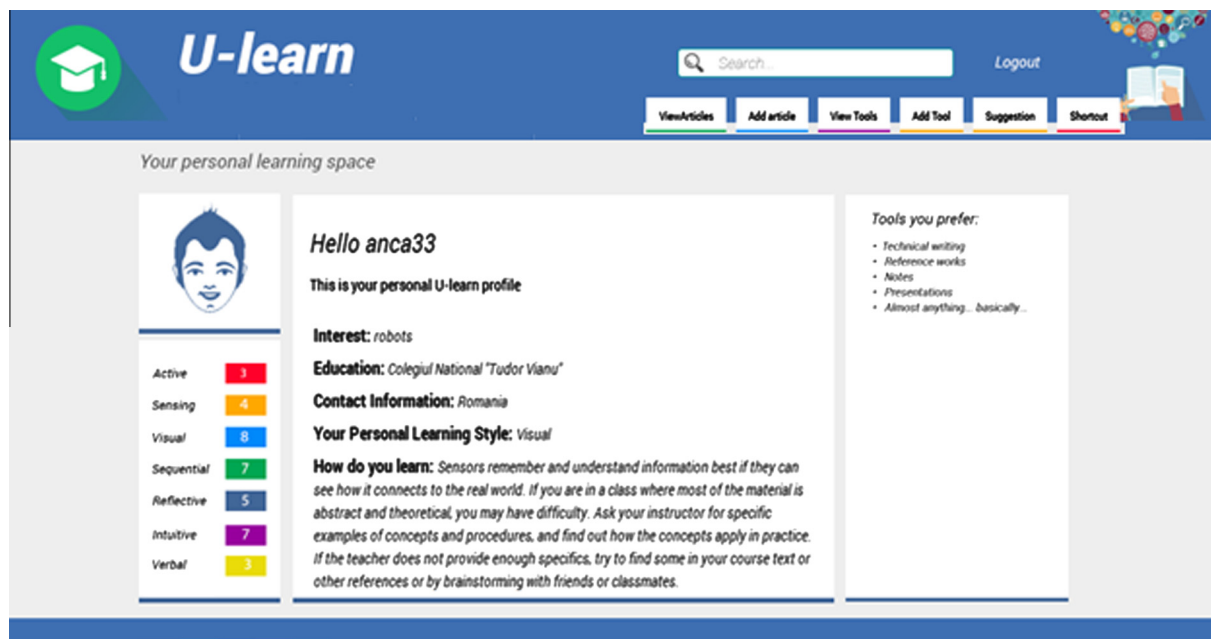 U-learn
Search...
Logout
ViewArticles
Add article
View Tools
Add Tool
Suggestion
Shortcut
Your personal learning space
Active 3
Sensing 4
Visual 8
Sequential 7
Reflective 5
Intuitive 7
Verbal 3
Hello anca33
This is your personal U-learn profile
Interest: robots
Education: Colegiul National "Tudor Vianu"
Contact Information: Romania
Your Personal Learning Style: Visual
How do you learn: Sensors remember and understand information best if they can
see how it connects to the real world. If you are in a class where most of the material is
abstract and theoretical, you may have difficulty. Ask your instructor for specific
examples of concepts and procedures, and find out how the concepts apply in practice.
If the teacher does not provide enough specifics, try to find some in your course text or
other references or by brainstorming with friends or classmates.
Tools you prefer:
• Technical writing
• Reference works
• Notes
• Presentations
• Almost anything... basically...